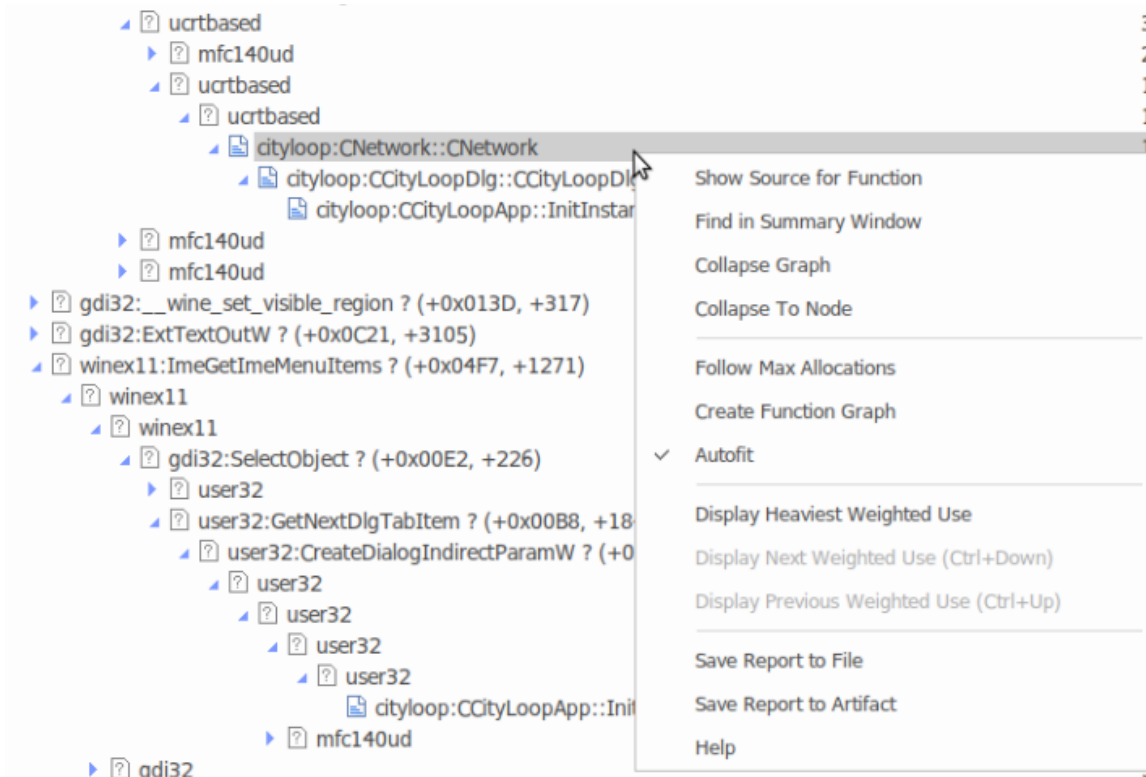 ucrtbased
mfc140ud
ucrtbased
ucrtbased
cityloop:CNetwork::CNetwork
cityloop:CCityLoopDlg::CCityLoopDlg
cityloop:CCityLoopApp::InitInstan
mfc140ud
mfc140ud
gdi32:__wine_set_visible_region ? (+0x013D, +317)
gdi32:ExtTextOutW ? (+0x0C21, +3105)
winex11:ImeGetImeMenuItems ? (+0x04F7, +1271)
winex11
winex11
gdi32:SelectObject ? (+0x00E2, +226)
user32
user32:GetNextDlgTabItem ? (+0x00B8, +18
user32:CreateDialogIndirectParamW ? (+0
user32
user32
user32
user32
cityloop:CCityLoopApp::Init
mfc140ud
gdi32
Show Source for Function
Find in Summary Window
Collapse Graph
Collapse To Node
Follow Max Allocations
Create Function Graph
Autofit
Display Heaviest Weighted Use
Display Next Weighted Use (Ctrl+Down)
Display Previous Weighted Use (Ctrl+Up)
Save Report to File
Save Report to Artifact
Help